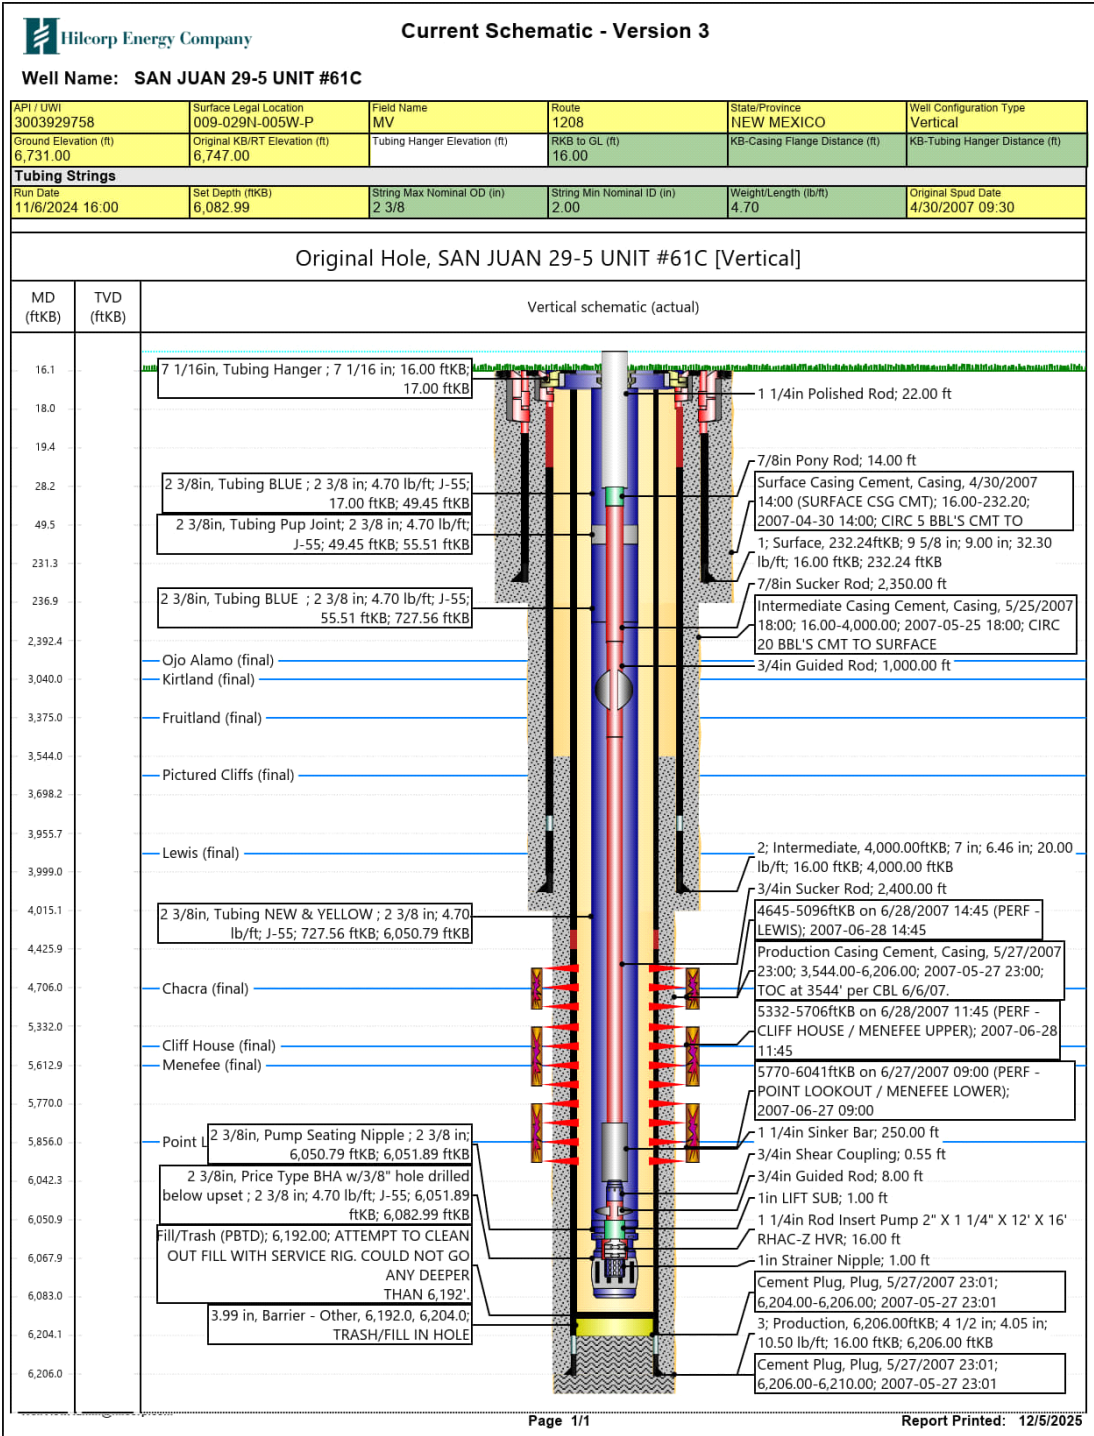 Hilcorp Energy Company
Current Schematic - Version 3
Well Name: SAN JUAN 29-5 UNIT #61C
API / UWI
3003929758
Surface Legal Location
009-029N-005W-P
Field Name
MV
Route
1208
State/Province
NEW MEXICO
Well Configuration Type
Vertical
Ground Elevation (ft)
6,731.00
Original KB/RT Elevation (ft)
6,747.00
Tubing Hanger Elevation (ft)
RKB to GL (ft)
16.00
KB-Casing Flange Distance (ft)
KB-Tubing Hanger Distance (ft)
Tubing Strings
Run Date
11/6/2024 16:00
Set Depth (ftKB)
6,082.99
String Max Nominal OD (in)
2 3/8
String Min Nominal ID (in)
2.00
Weight/Length (lb/ft)
4.70
Original Spud Date
4/30/2007 09:30
Original Hole, SAN JUAN 29-5 UNIT #61C [Vertical]
MD
(ftKB)
TVD
(ftKB)
Vertical schematic (actual)
16.1
18.0
19.4
28.2
49.5
231.3
236.9
2,392.4
3,040.0
3,375.0
3,544.0
3,698.2
3,955.7
3,999.0
4,015.1
4,425.9
4,706.0
5,332.0
5,612.9
5,770.0
5,856.0
6,042.3
6,050.9
6,067.9
6,083.0
6,204.1
6,206.0
7 1/16in, Tubing Hanger ; 7 1/16 in; 16.00 ftKB;
17.00 ftKB
2 3/8in, Tubing BLUE ; 2 3/8 in; 4.70 lb/ft; J-55;
17.00 ftKB; 49.45 ftKB
2 3/8in, Tubing Pup Joint; 2 3/8 in; 4.70 lb/ft;
J-55; 49.45 ftKB; 55.51 ftKB
2 3/8in, Tubing BLUE ; 2 3/8 in; 4.70 lb/ft; J-55;
55.51 ftKB; 727.56 ftKB
Ojo Alamo (final)
Kirtland (final)
Fruitland (final)
Pictured Cliffs (final)
Lewis (final)
2 3/8in, Tubing NEW & YELLOW ; 2 3/8 in; 4.70
lb/ft; J-55; 727.56 ftKB; 6,050.79 ftKB
Chacra (final)
Cliff House (final)
Menefee (final)
Point L
2 3/8in, Pump Seating Nipple ; 2 3/8 in;
6,050.79 ftKB; 6,051.89 ftKB
2 3/8in, Price Type BHA w/3/8" hole drilled
below upset ; 2 3/8 in; 4.70 lb/ft; J-55; 6,051.89
ftKB; 6,082.99 ftKB
Fill/Trash (PBTD); 6,192.00; ATTEMPT TO CLEAN
OUT FILL WITH SERVICE RIG. COULD NOT GO
ANY DEEPER
THAN 6,192'.
3.99 in, Barrier - Other, 6,192.0, 6,204.0;
TRASH/FILL IN HOLE
1 1/4in Polished Rod; 22.00 ft
7/8in Pony Rod; 14.00 ft
Surface Casing Cement, Casing, 4/30/2007
14:00 (SURFACE CSG CMT); 16.00-232.20;
2007-04-30 14:00; CIRC 5 BBL'S CMT TO
1; Surface, 232.24ftKB; 9 5/8 in; 9.00 in; 32.30
lb/ft; 16.00 ftKB; 232.24 ftKB
7/8in Sucker Rod; 2,350.00 ft
Intermediate Casing Cement, Casing, 5/25/2007
18:00; 16.00-4,000.00; 2007-05-25 18:00; CIRC
20 BBL'S CMT TO SURFACE
3/4in Guided Rod; 1,000.00 ft
2; Intermediate, 4,000.00ftKB; 7 in; 6.46 in; 20.00
lb/ft; 16.00 ftKB; 4,000.00 ftKB
3/4in Sucker Rod; 2,400.00 ft
4645-5096ftKB on 6/28/2007 14:45 (PERF -
LEWIS); 2007-06-28 14:45
Production Casing Cement, Casing, 5/27/2007
23:00; 3,544.00-6,206.00; 2007-05-27 23:00;
TOC at 3544' per CBL 6/6/07.
5332-5706ftKB on 6/28/2007 11:45 (PERF -
CLIFF HOUSE / MENEFEE UPPER); 2007-06-28
11:45
5770-6041ftKB on 6/27/2007 09:00 (PERF -
POINT LOOKOUT / MENEFEE LOWER);
2007-06-27 09:00
1 1/4in Sinker Bar; 250.00 ft
3/4in Shear Coupling; 0.55 ft
3/4in Guided Rod; 8.00 ft
1in LIFT SUB; 1.00 ft
1 1/4in Rod Insert Pump 2" X 1 1/4" X 12' X 16'
RHAC-Z HVR; 16.00 ft
1in Strainer Nipple; 1.00 ft
Cement Plug, Plug, 5/27/2007 23:01;
6,204.00-6,206.00; 2007-05-27 23:01
3; Production, 6,206.00ftKB; 4 1/2 in; 4.05 in;
10.50 lb/ft; 16.00 ftKB; 6,206.00 ftKB
Cement Plug, Plug, 5/27/2007 23:01;
6,206.00-6,210.00; 2007-05-27 23:01
Page 1/1
Report Printed: 12/5/2025